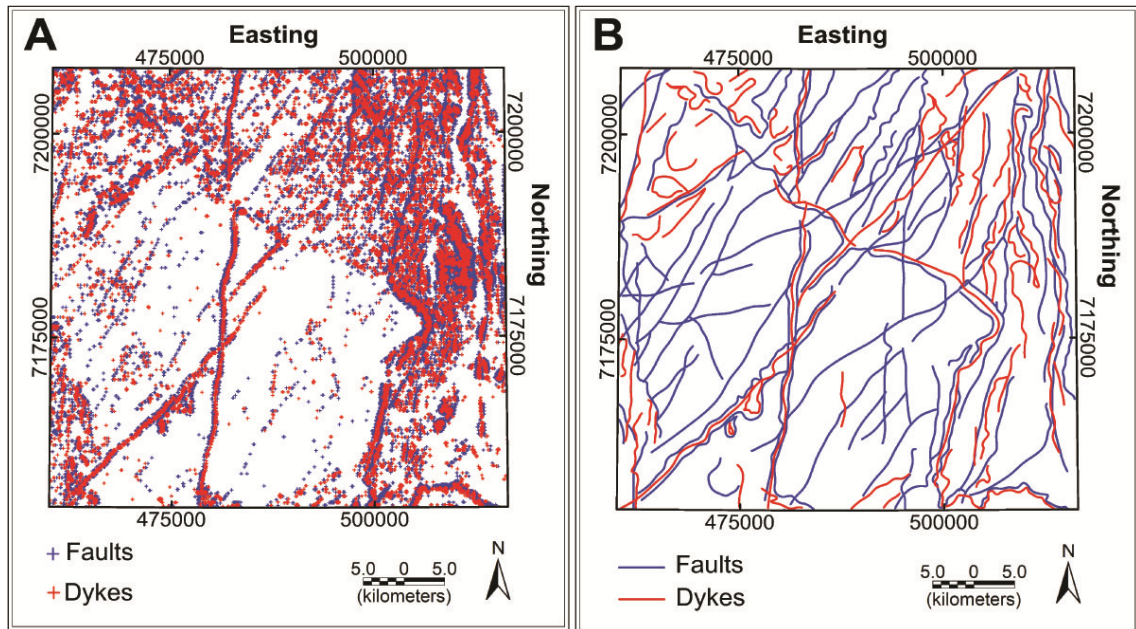 A
Easting
475000 500000
7200000
7200000
Northing
7175000
7175000
475000 500000
+ Faults
+ Dykes
5.0 0 5.0
(kilometers)
N
B
Easting
475000 500000
7200000
7200000
Northing
7175000
7175000
475000 500000
Faults
Dykes
5.0 0 5.0
(kilometers)
N